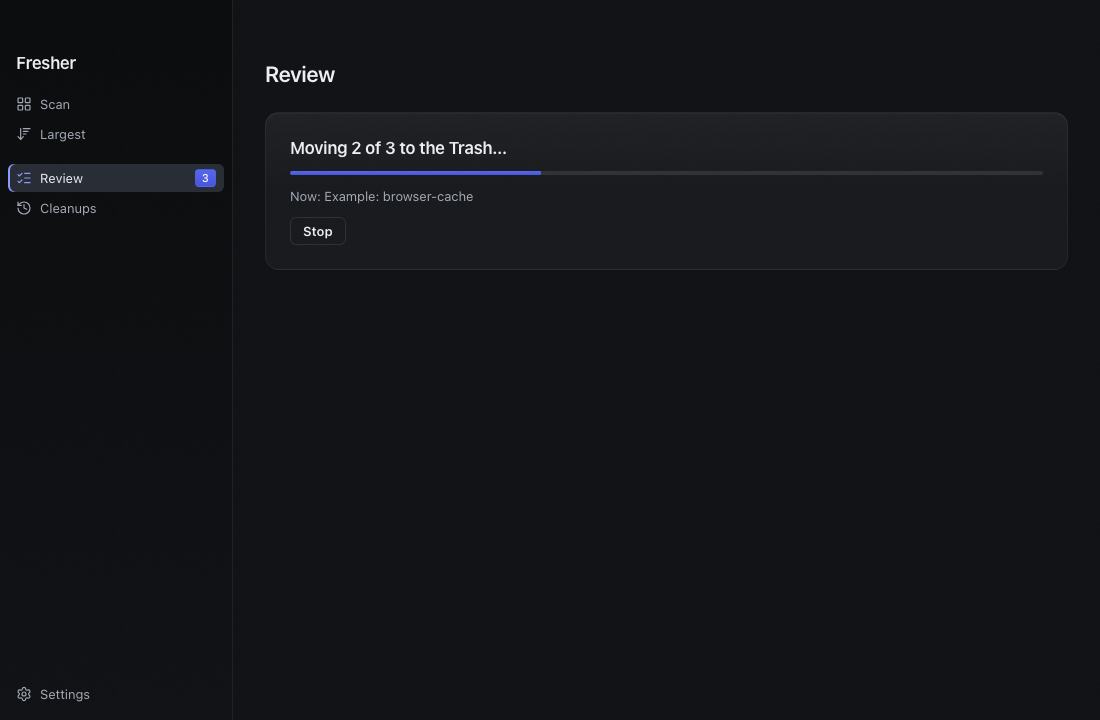 Fresher
Scan
Largest
Review 3
Cleanups
Settings
Review
Moving 2 of 3 to the Trash...
Now: Example: browser-cache
Stop